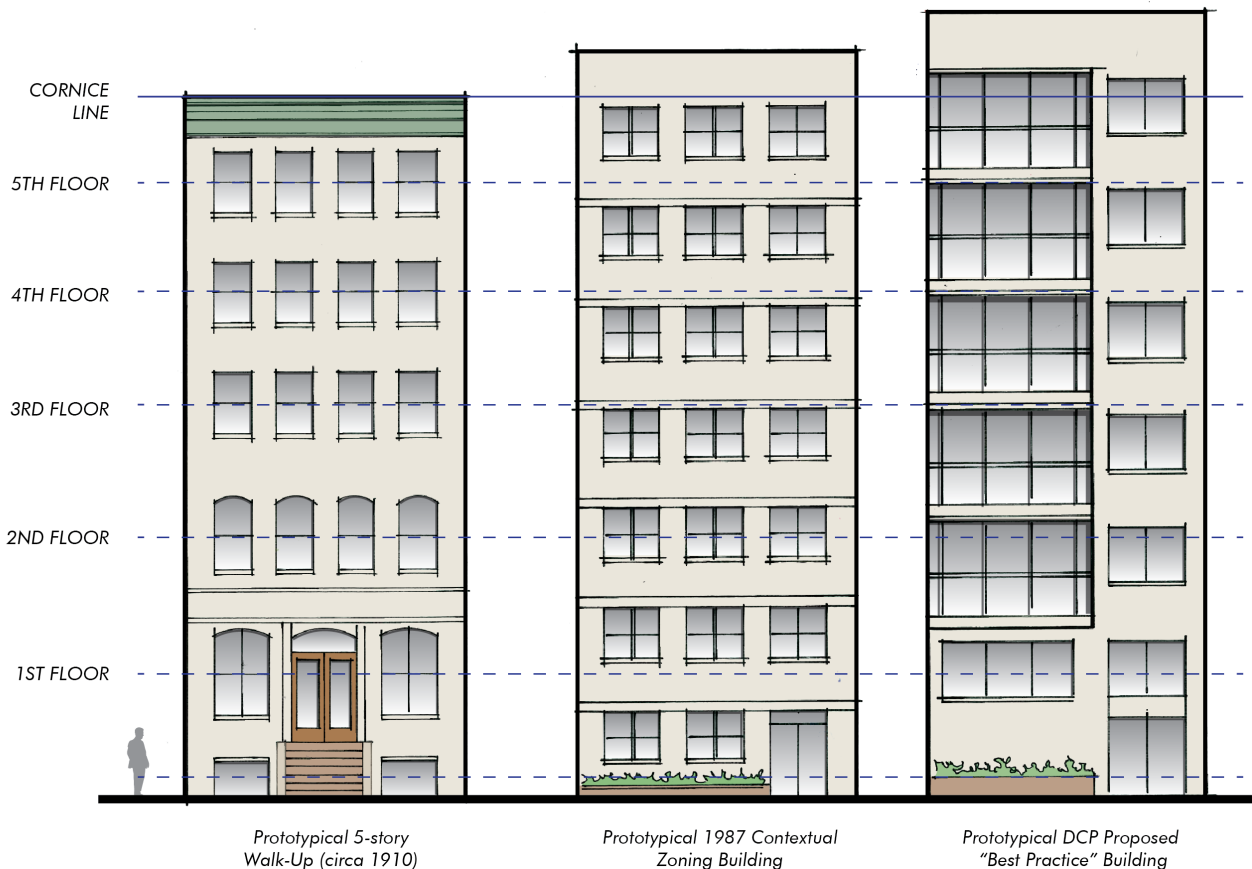 CORNICE
LINE
5TH FLOOR
4TH FLOOR
3RD FLOOR
2ND FLOOR
1ST FLOOR
Prototypical 5-story
Walk-Up (circa 1910)
Prototypical 1987 Contextual
Zoning Building
Prototypical DCP Proposed
“Best Practice” Building